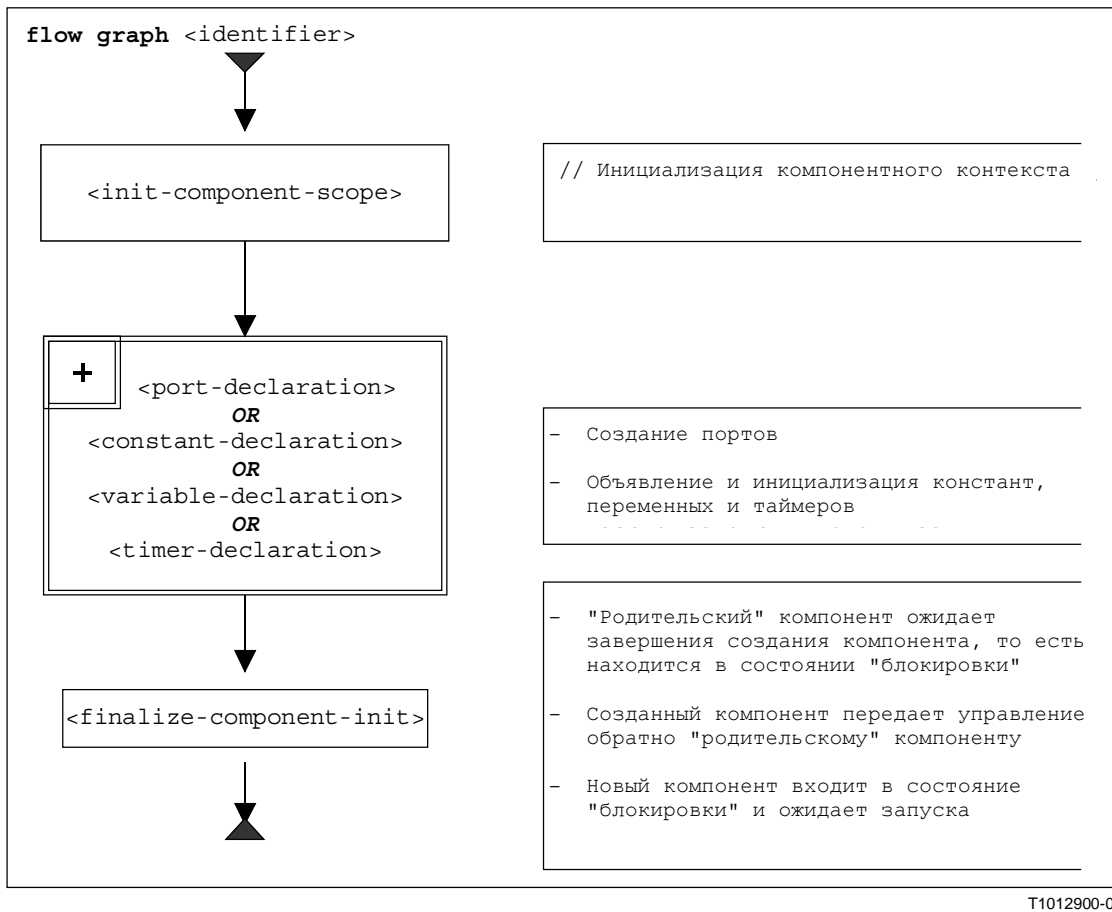 flow graph <identifier>
<init-component-scope>
// Инициализация компонентного контекста
+
<port-declaration>
OR
<constant-declaration>
OR
<variable-declaration>
OR
<timer-declaration>
– Создание портов
– Объявление и инициализация констант,
переменных и таймеров
<finalize-component-init>
– "Родительский" компонент ожидает
завершения создания компонента, то есть
находится в состоянии "блокировки"
– Созданный компонент передает управление
обратно "родительскому" компоненту
– Новый компонент входит в состояние
"блокировки" и ожидает запуска
T1012900-0